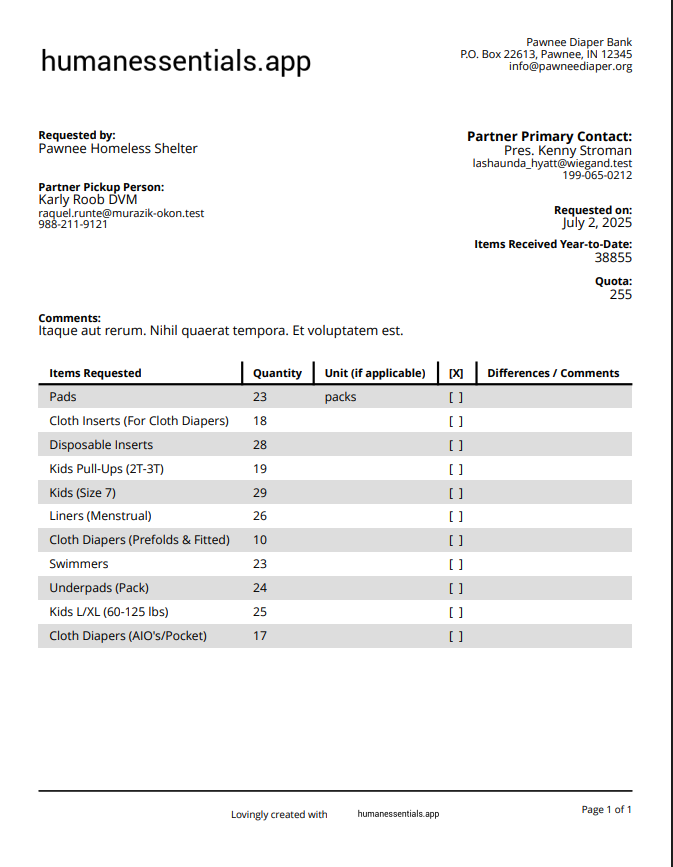 humanessentials.app
Pawnee Diaper Bank
P.O. Box 22613, Pawnee, IN 12345
info@pawneediaper.org
Requested by:
Pawnee Homeless Shelter
Partner Pickup Person:
Karly Roob DVM
raquel.runte@murazik-okon.test
988-211-9121
Partner Primary Contact:
Pres. Kenny Stroman
lashaunda_hyatt@wiegand.test
199-065-0212
Requested on:
July 2, 2025
Items Received Year-to-Date:
38855
Quota:
255
Comments:
Itaque aut rerum. Nihil quaerat tempora. Et voluptatem est.
Items Requested Quantity Unit (if applicable) [X] Differences / Comments
Pads 23 packs [ ]
Cloth Inserts (For Cloth Diapers) 18 [ ]
Disposable Inserts 28 [ ]
Kids Pull-Ups (2T-3T) 19 [ ]
Kids (Size 7) 29 [ ]
Liners (Menstrual) 26 [ ]
Cloth Diapers (Prefolds & Fitted) 10 [ ]
Swimmers 23 [ ]
Underpads (Pack) 24 [ ]
Kids L/XL (60-125 lbs) 25 [ ]
Cloth Diapers (AIO's/Pocket) 17 [ ]
Lovingly created with humanessentials.app
Page 1 of 1